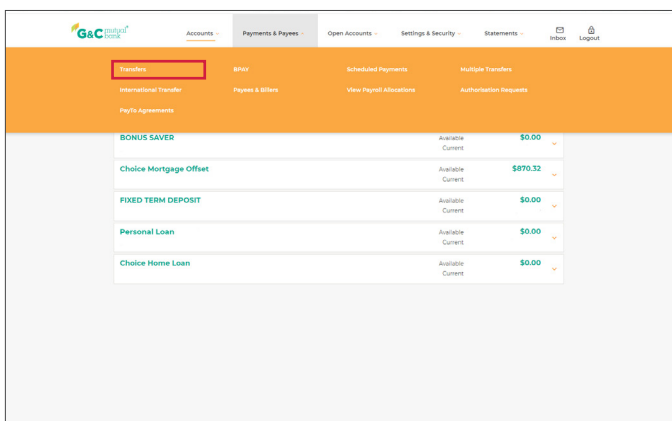 G&C mutual bank
Accounts
Payments & Payees
Open Accounts
Settings & Security
Statements
Inbox
Logout
Transfers
BPAY
Scheduled Payments
Multiple Transfers
International Transfer
Payees & Billers
View Payroll Allocations
Authorisation Requests
PayTo Agreements
BONUS SAVER Available $0.00
Current
Choice Mortgage Offset Available $870.32
Current
FIXED TERM DEPOSIT Available $0.00
Current
Personal Loan Available $0.00
Current
Choice Home Loan Available $0.00
Current